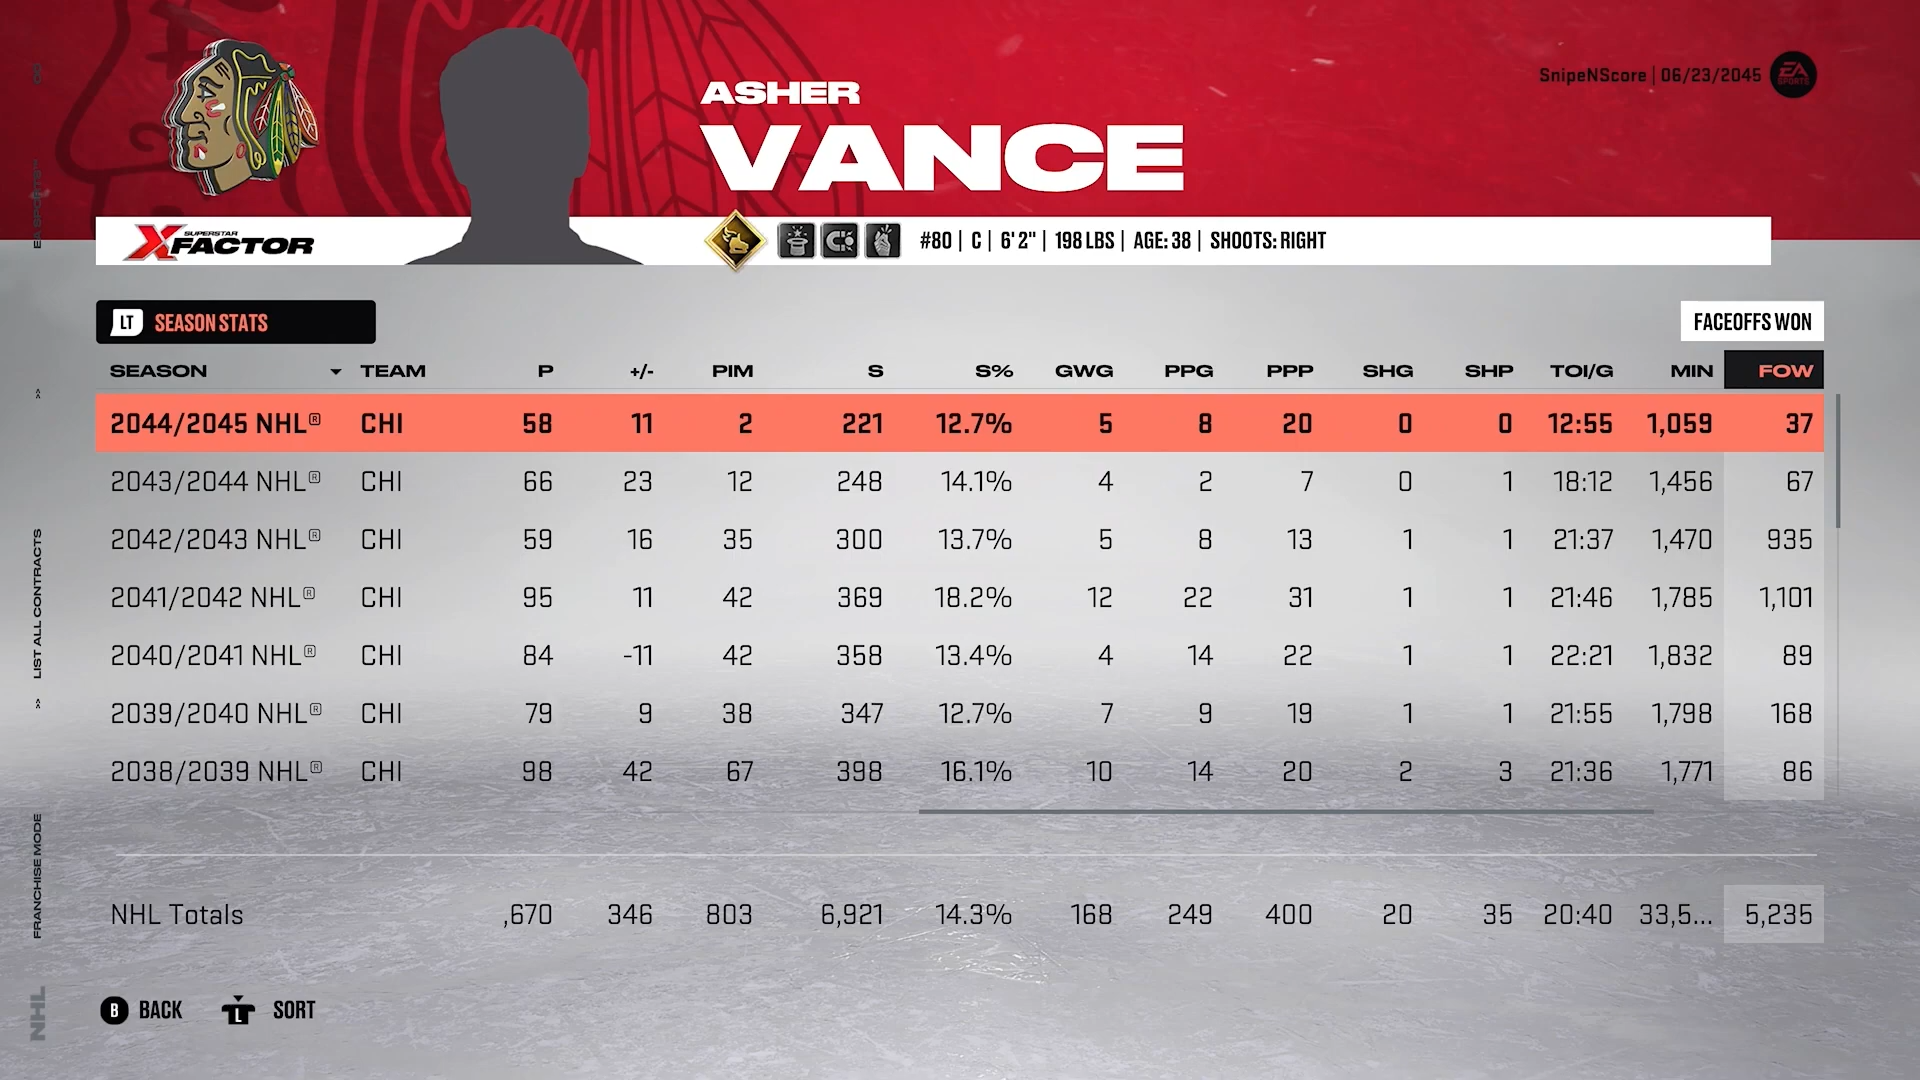 ASHER
VANCE
SnipeNScore | 06/23/2045
EA SPORTS
SUPERSTAR
XFACTOR
#80 | C | 6' 2" | 198 LBS | AGE: 38 | SHOOTS: RIGHT
LT SEASON STATS
FACEOFFS WON
SEASON TEAM P +/- PIM S S% GWG PPG PPP SHG SHP TOI/G MIN FOW
2044/2045 NHL® CHI 58 11 2 221 12.7% 5 8 20 0 0 12:55 1,059 37
2043/2044 NHL® CHI 66 23 12 248 14.1% 4 2 7 0 1 18:12 1,456 67
2042/2043 NHL® CHI 59 16 35 300 13.7% 5 8 13 1 1 21:37 1,470 935
2041/2042 NHL® CHI 95 11 42 369 18.2% 12 22 31 1 1 21:46 1,785 1,101
2040/2041 NHL® CHI 84 -11 42 358 13.4% 4 14 22 1 1 22:21 1,832 89
2039/2040 NHL® CHI 79 9 38 347 12.7% 7 9 19 1 1 21:55 1,798 168
2038/2039 NHL® CHI 98 42 67 398 16.1% 10 14 20 2 3 21:36 1,771 86
NHL Totals ,670 346 803 6,921 14.3% 168 249 400 20 35 20:40 33,5... 5,235
B BACK L SORT
NHL
FRANCHISE MODE
>>
LIST ALL CONTRACTS
>>
EA SPORTS™